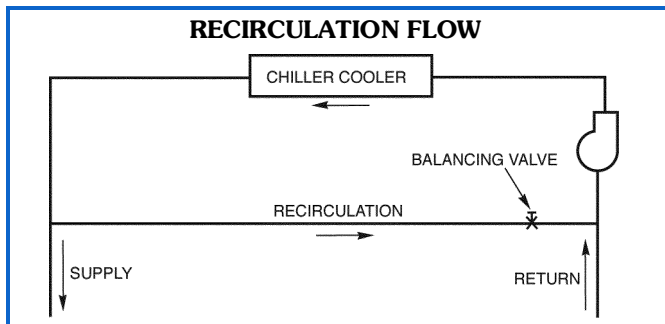 RECIRCULATION FLOW
CHILLER COOLER
BALANCING VALVE
RECIRCULATION
SUPPLY
RETURN